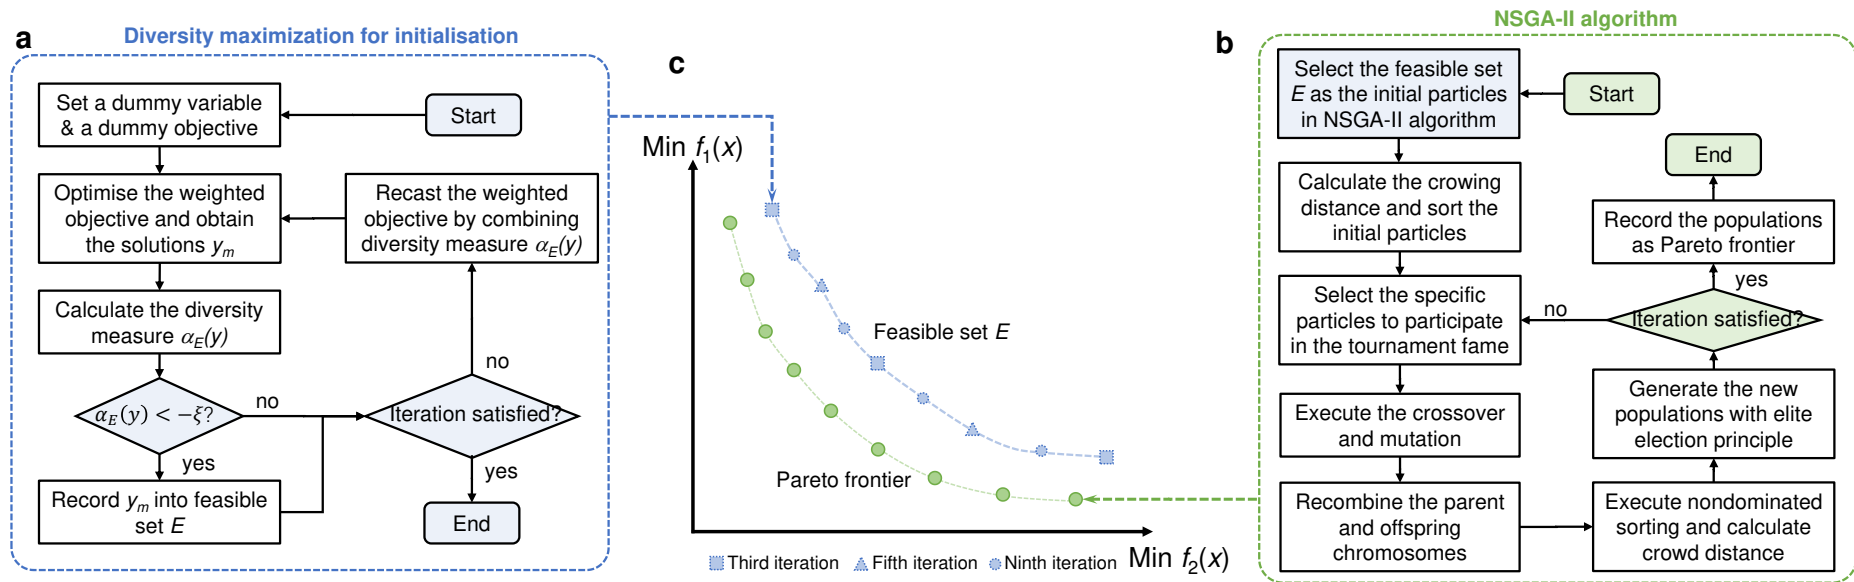 a
Diversity maximization for initialisation
Set a dummy variable
& a dummy objective
Start
Optimise the weighted
objective and obtain
the solutions yₘ
Recast the weighted
objective by combining
diversity measure α_E(y)
Calculate the diversity
measure α_E(y)
α_E(y) < −ξ?
no
yes
Record yₘ into feasible
set E
Iteration satisfied?
no
yes
End
c
Min f₁(x)
Feasible set E
Pareto frontier
Min f₂(x)
Third iteration
Fifth iteration
Ninth iteration
b
NSGA-II algorithm
Select the feasible set
E as the initial particles
in NSGA-II algorithm
Start
Calculate the crowing
distance and sort the
initial particles
Select the specific
particles to participate
in the tournament fame
Execute the crossover
and mutation
Recombine the parent
and offspring
chromosomes
Execute nondominated
sorting and calculate
crowd distance
Generate the new
populations with elite
election principle
Iteration satisfied?
no
yes
Record the populations
as Pareto frontier
End